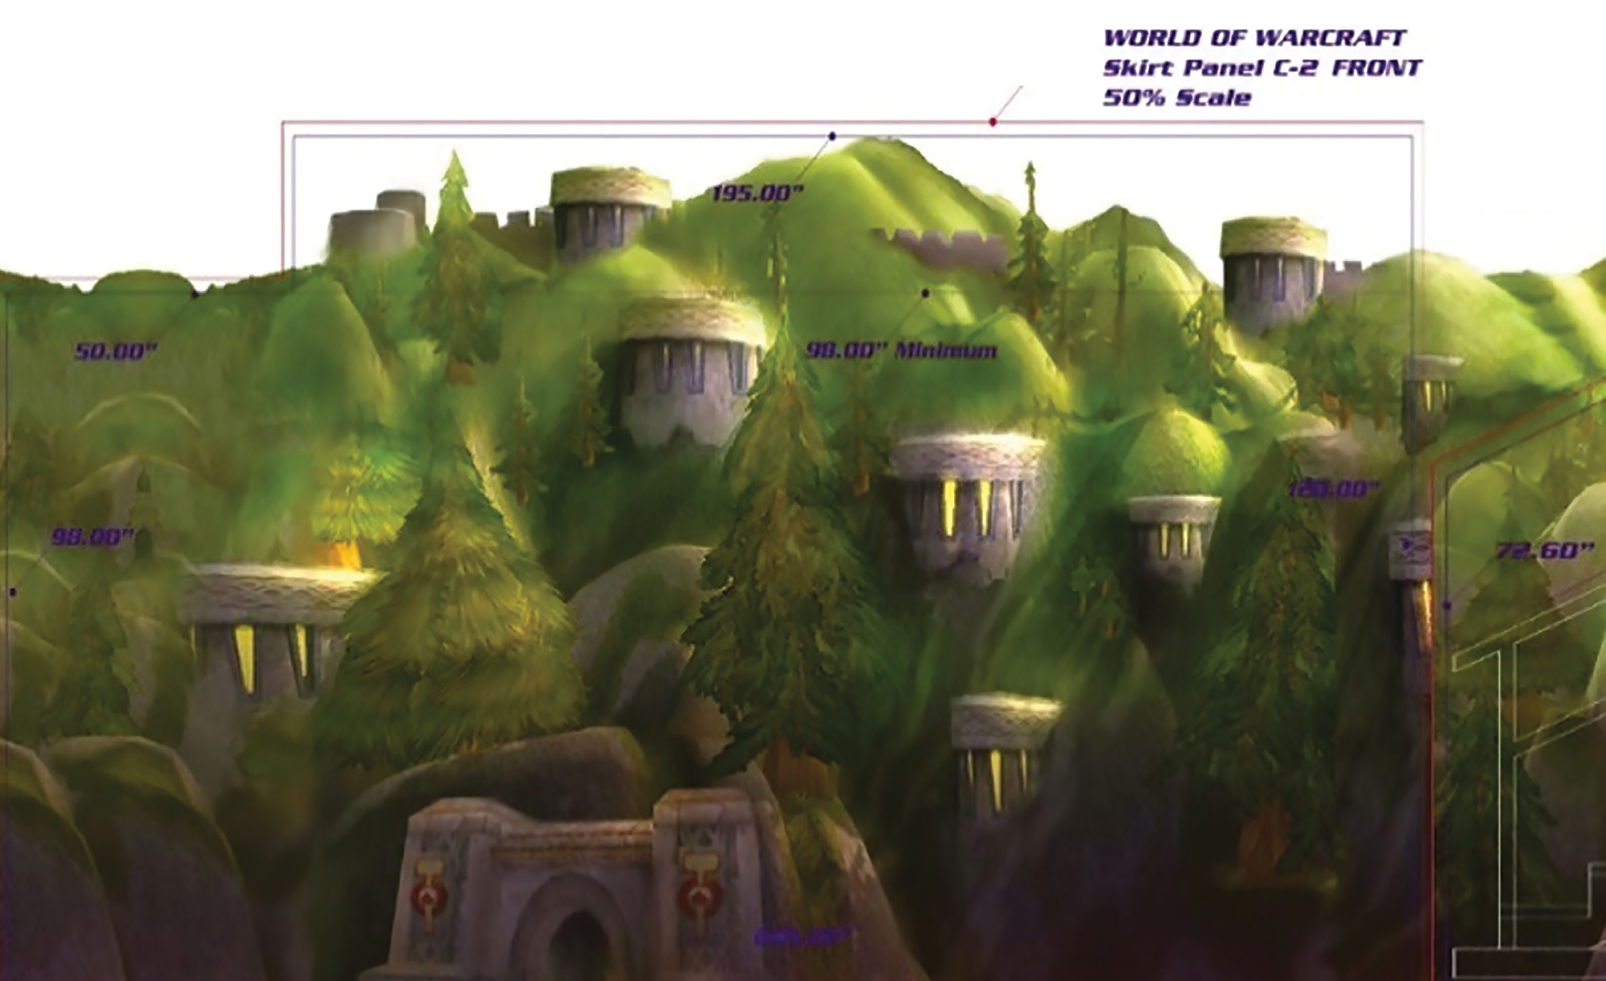 WORLD OF WARCRAFT
Skirt Panel C-2 FRONT
50% Scale
195.00"
50.00"
98.00" Minimum
120.00"
98.00"
72.60"